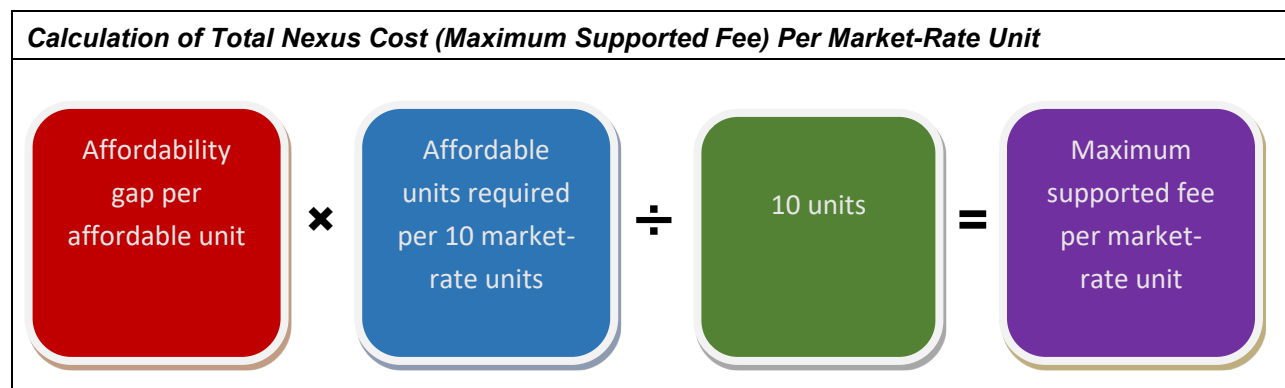 Calculation of Total Nexus Cost (Maximum Supported Fee) Per Market-Rate Unit
Affordability
gap per
affordable unit
×
Affordable
units required
per 10 market-
rate units
÷
10 units
=
Maximum
supported fee
per market-
rate unit